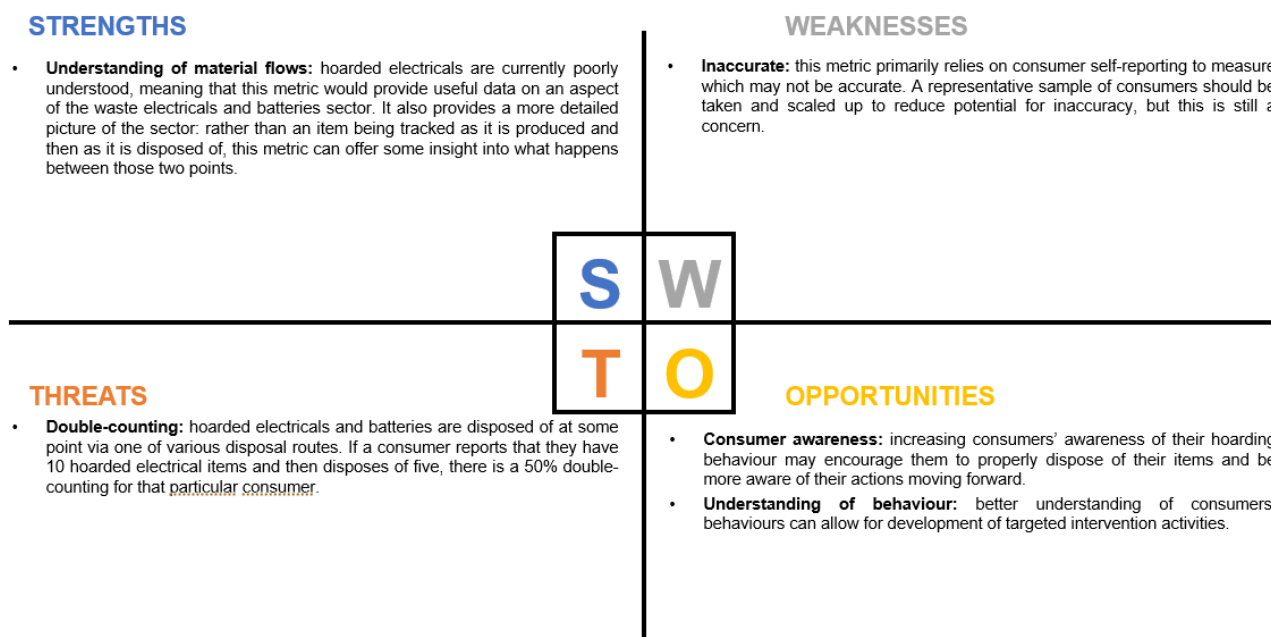 STRENGTHS
• Understanding of material flows: hoarded electricals are currently poorly
understood, meaning that this metric would provide useful data on an aspect
of the waste electricals and batteries sector. It also provides a more detailed
picture of the sector: rather than an item being tracked as it is produced and
then as it is disposed of, this metric can offer some insight into what happens
between those two points.
WEAKNESSES
• Inaccurate: this metric primarily relies on consumer self-reporting to measure
which may not be accurate. A representative sample of consumers should be
taken and scaled up to reduce potential for inaccuracy, but this is still a
concern.
S W
T O
THREATS
• Double-counting: hoarded electricals and batteries are disposed of at some
point via one of various disposal routes. If a consumer reports that they have
10 hoarded electrical items and then disposes of five, there is a 50% double-
counting for that particular consumer.
OPPORTUNITIES
• Consumer awareness: increasing consumers’ awareness of their hoarding
behaviour may encourage them to properly dispose of their items and be
more aware of their actions moving forward.
• Understanding of behaviour: better understanding of consumers
behaviours can allow for development of targeted intervention activities.